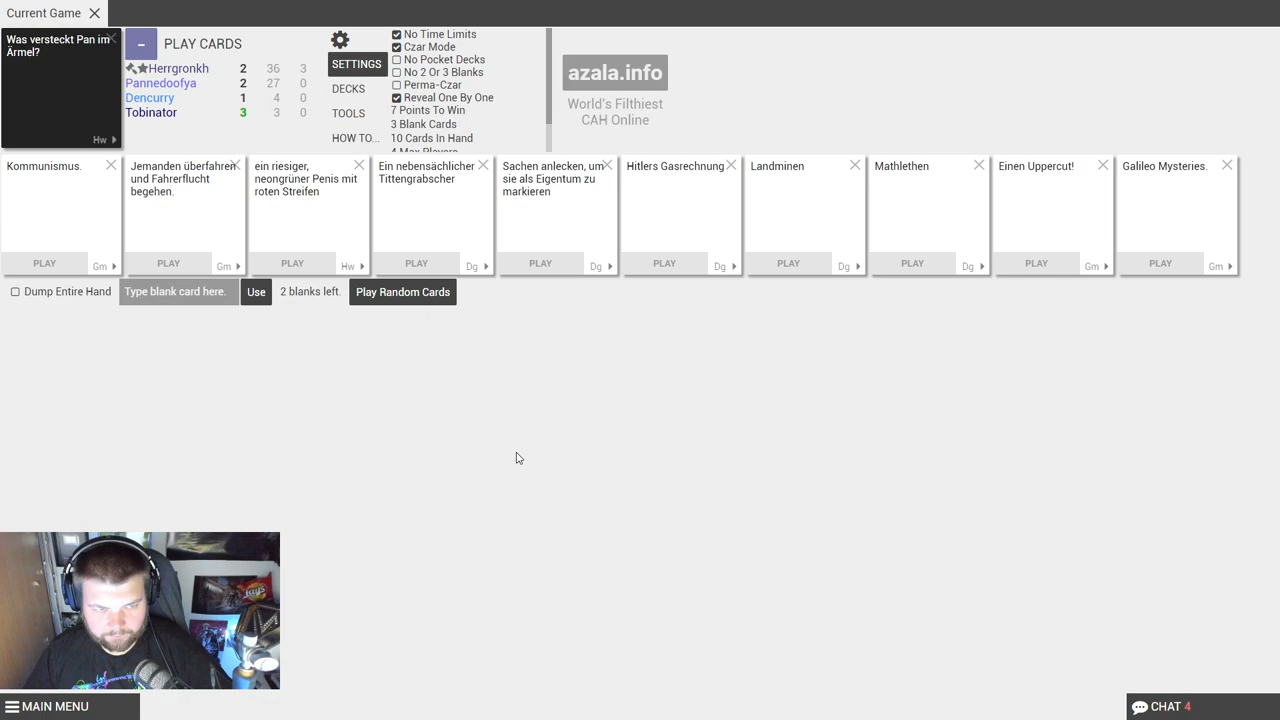 Current Game
Was versteckt Pan im
Ärmel?
Hw
-
PLAY CARDS
Herrgronkh 2 36 3
Pannedoofya 2 27 0
Dencurry 1 4 0
Tobinator 3 3 0
SETTINGS
DECKS
TOOLS
HOW TO...
No Time Limits
Czar Mode
No Pocket Decks
No 2 Or 3 Blanks
Perma-Czar
Reveal One By One
7 Points To Win
3 Blank Cards
10 Cards In Hand
4 Max Players
azala.info
World's Filthiest
CAH Online
Kommunismus.
PLAY
Gm
Jemanden überfahren
und Fahrerflucht
begehen.
PLAY
Gm
ein riesiger,
neongrüner Penis mit
roten Streifen
PLAY
Hw
Ein nebensächlicher
Tittengrabscher
PLAY
Dg
Sachen anlecken, um
sie als Eigentum zu
markieren
PLAY
Dg
Hitlers Gasrechnung
PLAY
Dg
Landminen
PLAY
Dg
Mathlethen
PLAY
Dg
Einen Uppercut!
PLAY
Gm
Galileo Mysteries.
PLAY
Gm
Dump Entire Hand
Type blank card here.
Use
2 blanks left.
Play Random Cards
Lays
MAIN MENU
CHAT 4